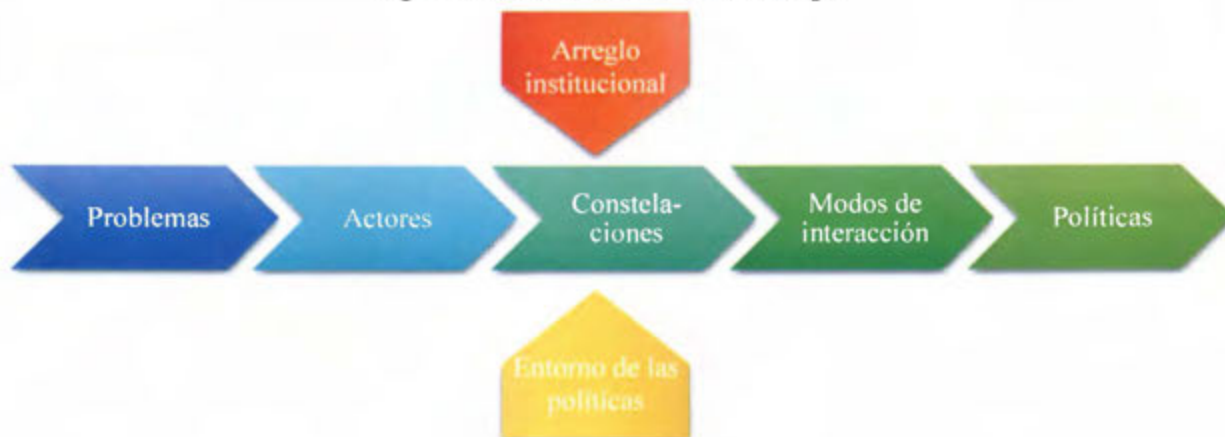 Arreglo
institucional
Problemas
Actores
Constela-
ciones
Modos de
interacción
Políticas
Entorno de las
políticas